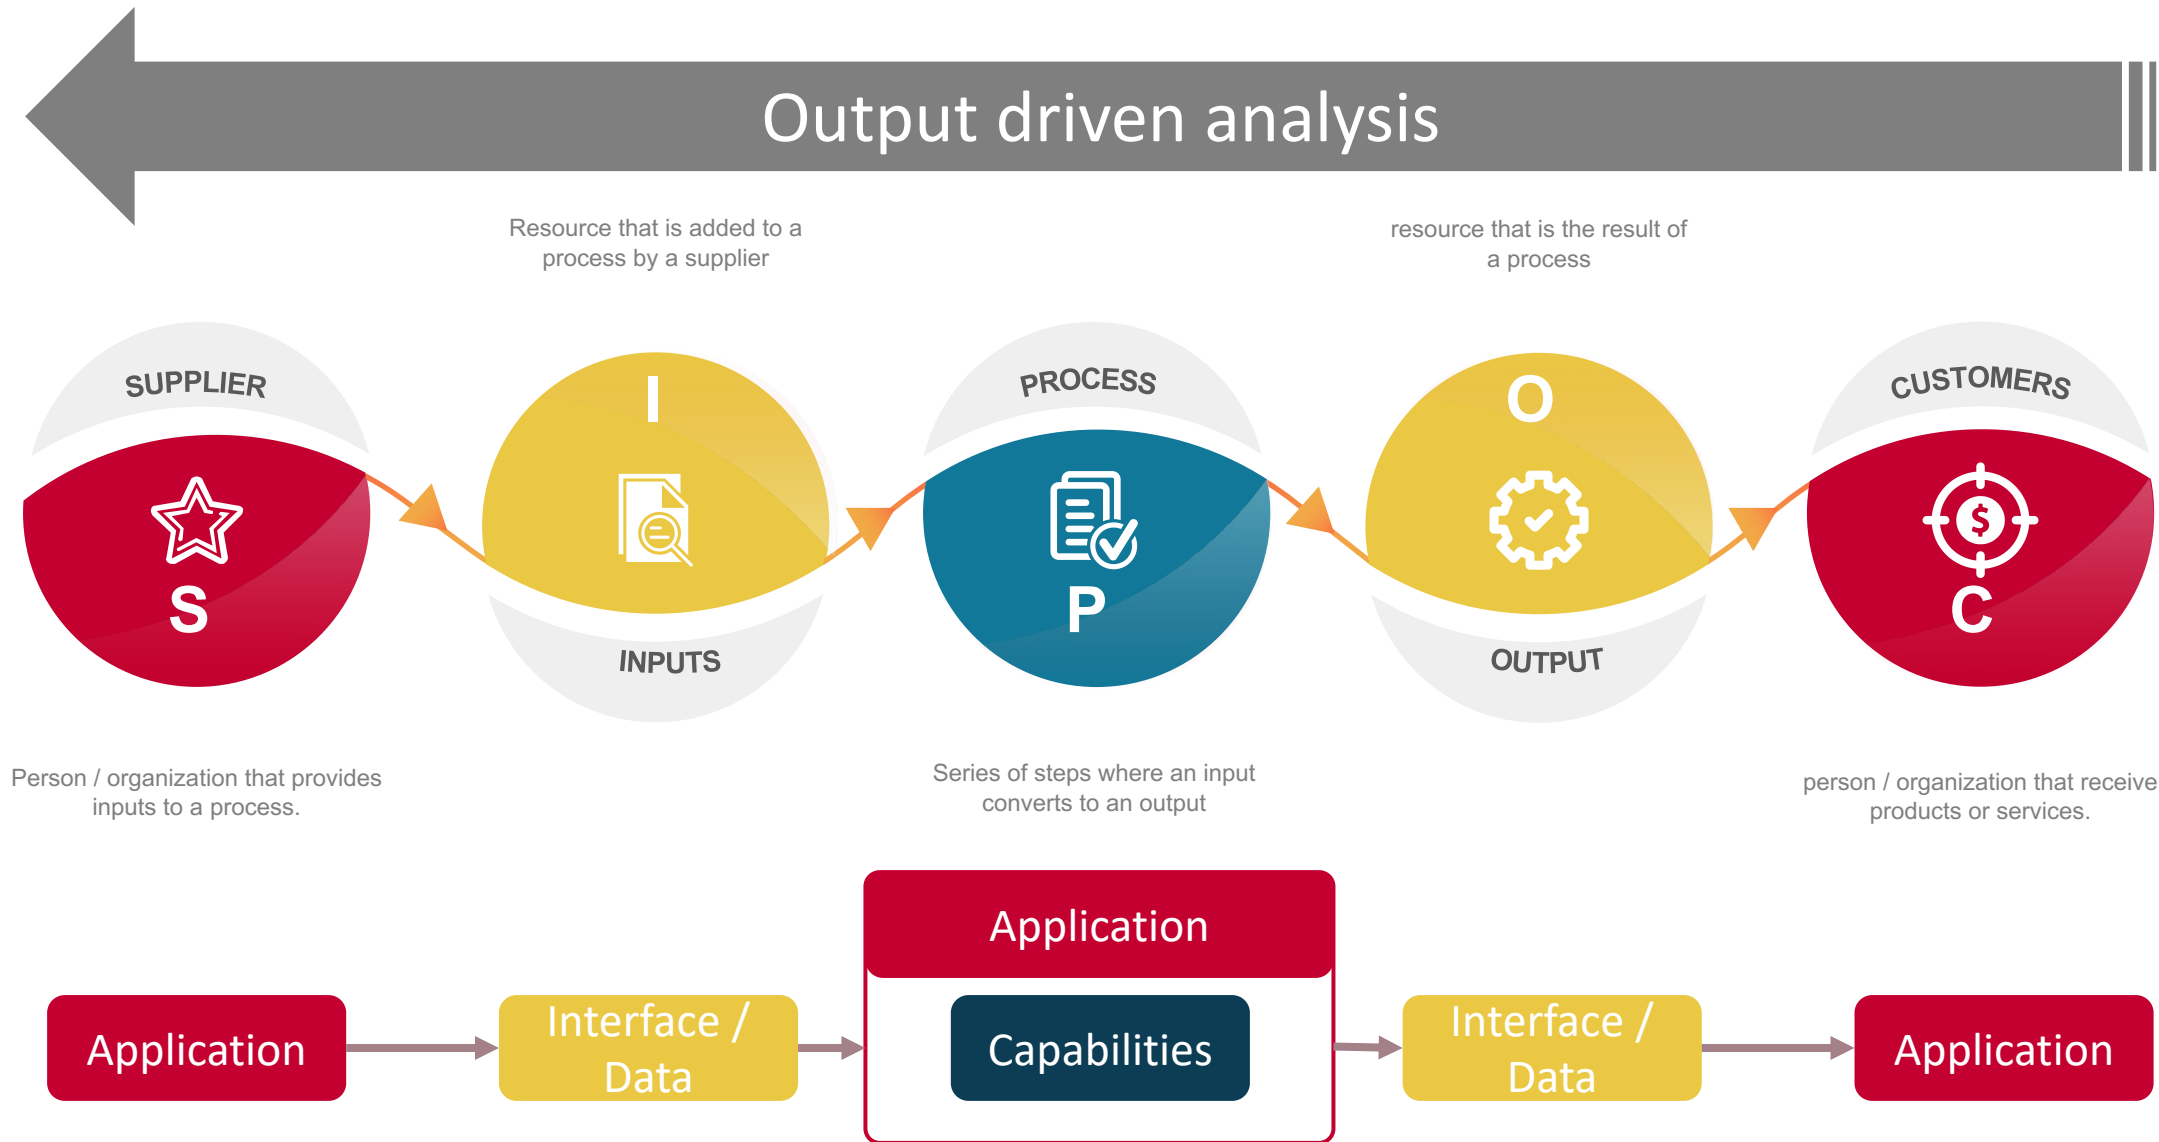 Output driven analysis
Resource that is added to a
process by a supplier
resource that is the result of
a process
SUPPLIER
S
I
INPUTS
PROCESS
P
O
OUTPUT
CUSTOMERS
$
C
Person / organization that provides
inputs to a process.
Series of steps where an input
converts to an output
person / organization that receive
products or services.
Application
Interface /
Data
Application
Capabilities
Interface /
Data
Application